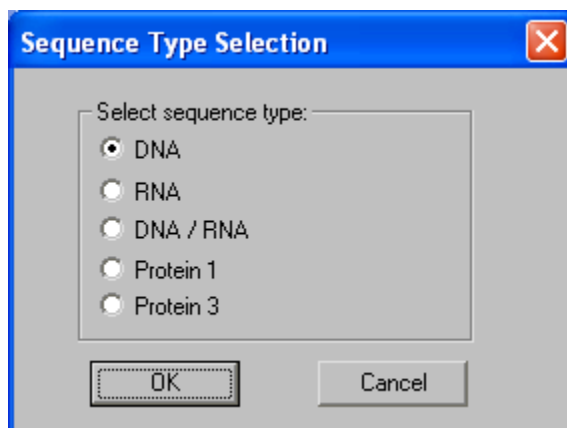 Sequence Type Selection
Select sequence type:
DNA
RNA
DNA / RNA
Protein 1
Protein 3
OK Cancel